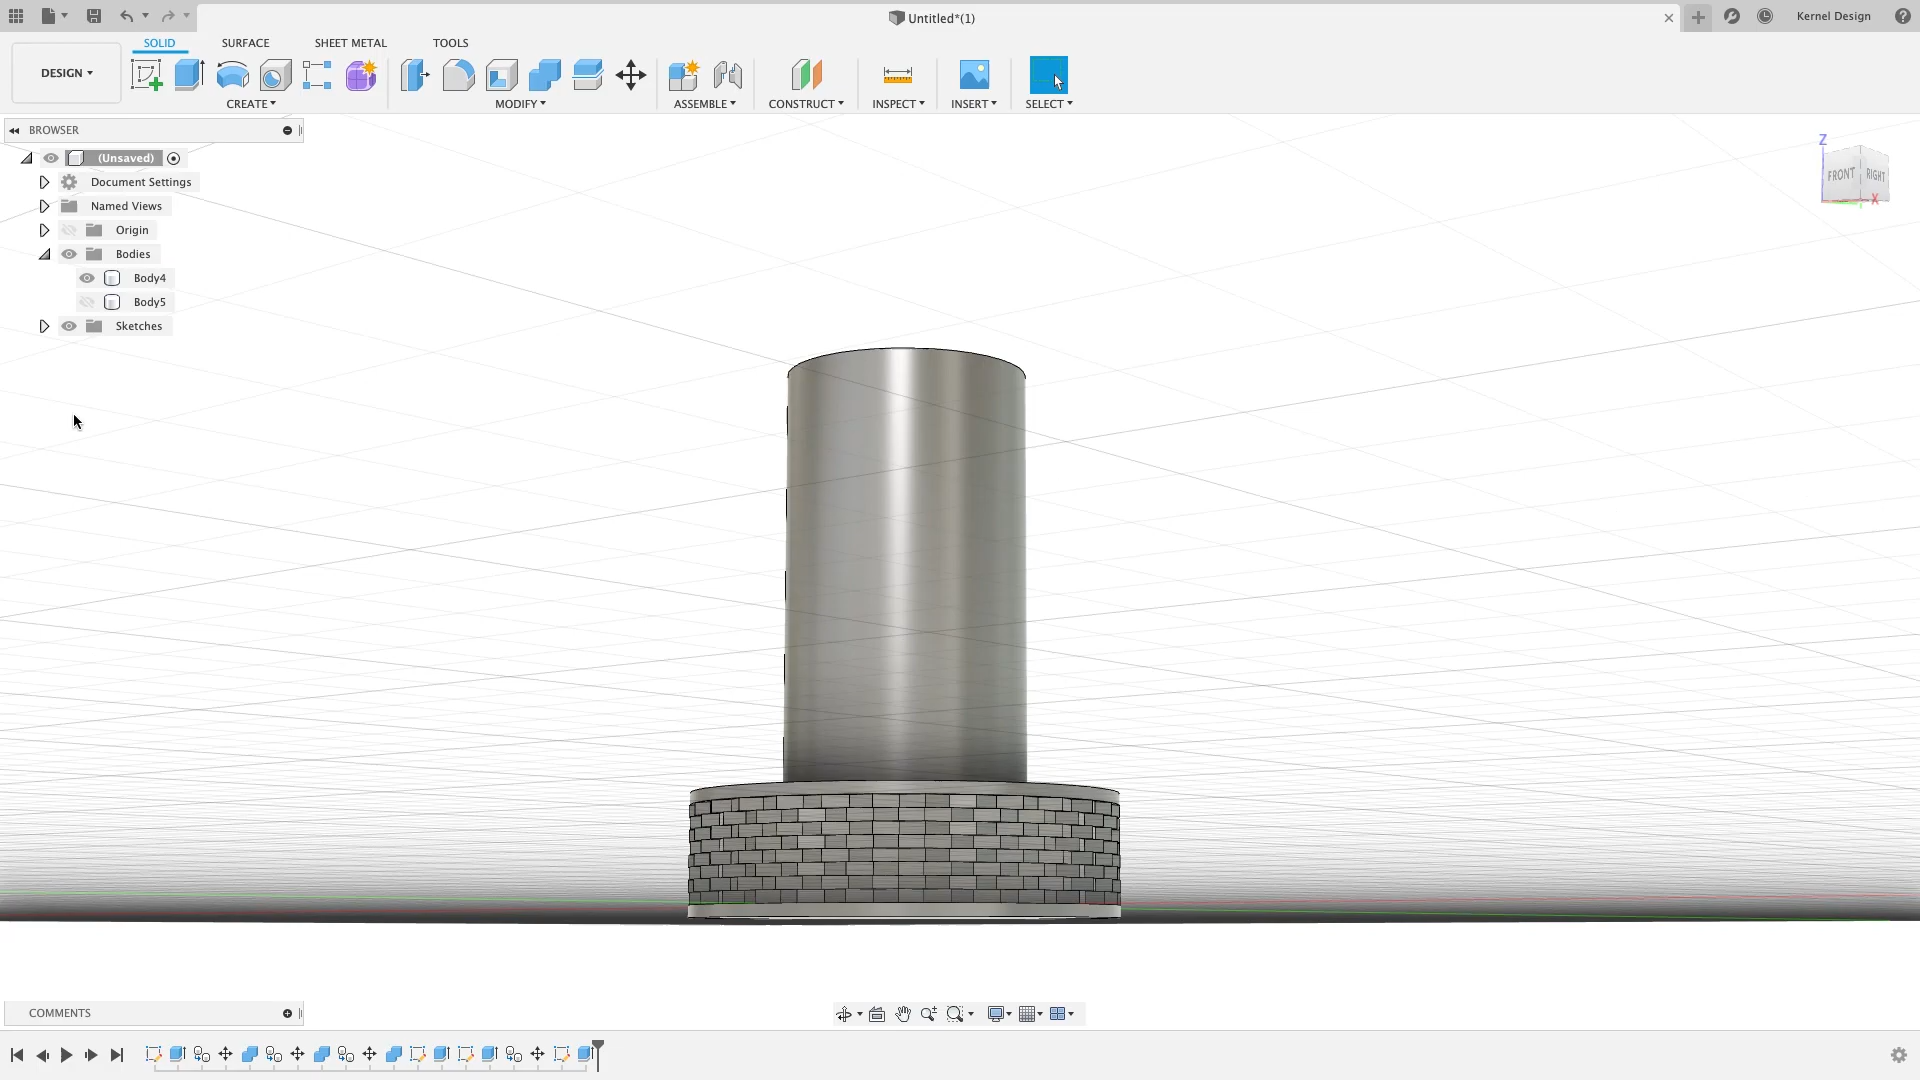 Untitled*(1)
Kernel Design
SOLID SURFACE SHEET METAL TOOLS
DESIGN
CREATE MODIFY ASSEMBLE CONSTRUCT INSPECT INSERT SELECT
BROWSER
(Unsaved)
Document Settings
Named Views
Origin
Bodies
Body4
Body5
Sketches
Z
FRONT RIGHT
X
COMMENTS